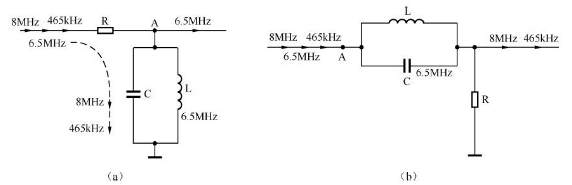 8MHz 465kHz R A 6.5MHz
6.5MHz
C L
8MHz
6.5MHz
465kHz
(a)
L
8MHz 465kHz 8MHz 465kHz
6.5MHz A 6.5MHz
C
R
(b)